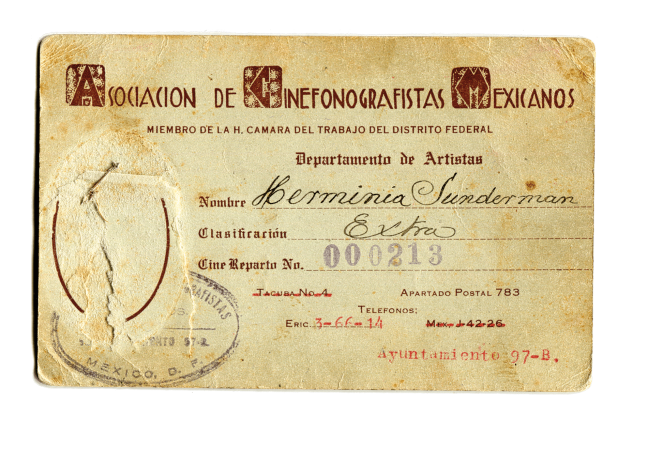 ASOCIACION DE CINEFONOGRAFISTAS MEXICANOS
MIEMBRO DE LA H. CAMARA DEL TRABAJO DEL DISTRITO FEDERAL
Departamento de Artistas
Nombre Herminia Sunderman
Clasificación Extra
Cine Reparto No. 000213
TACUBA No. 4 APARTADO POSTAL 783
TELEFONOS;
ERIC. 3-66-14 MEX. J-42-26
Ayuntamiento 97-B.
MEXICO, D. F.